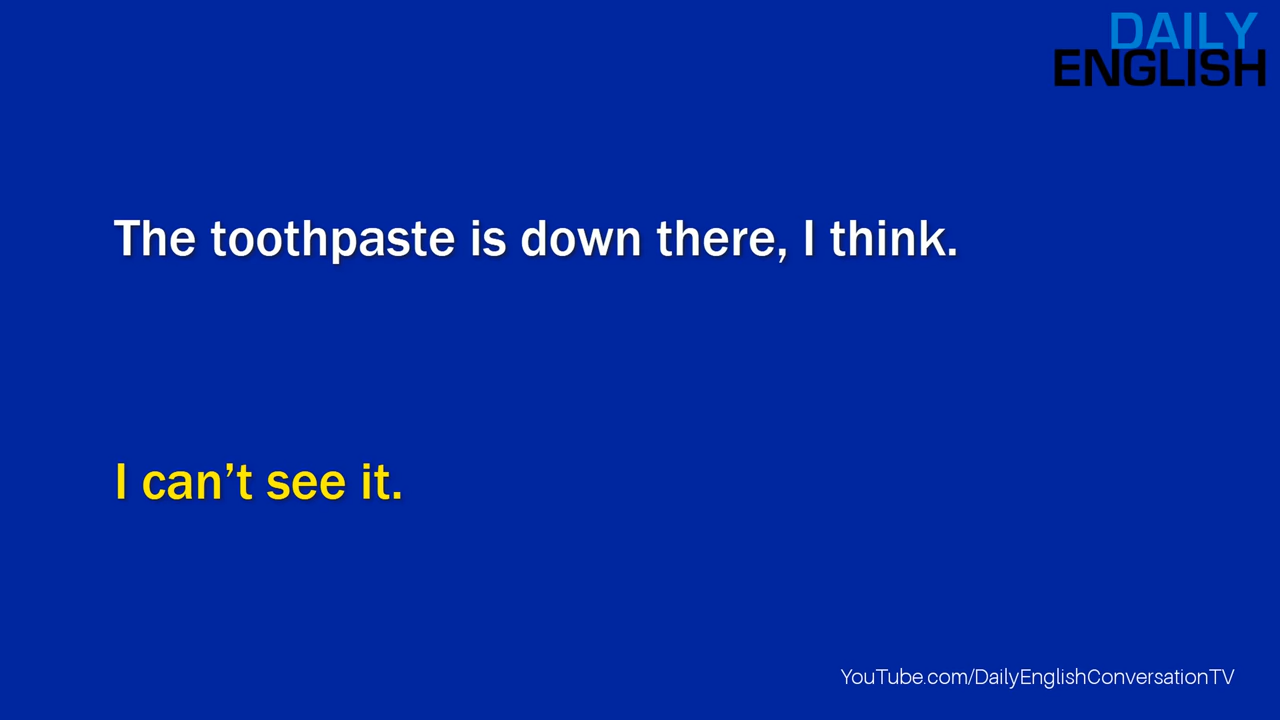 DAILY
ENGLISH
The toothpaste is down there, I think.
I can’t see it.
YouTube.com/DailyEnglishConversationTV